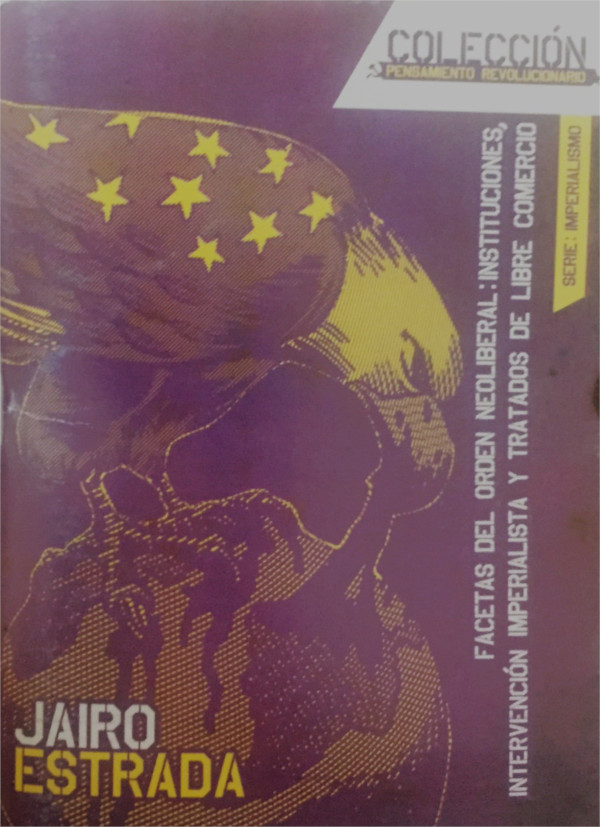 COLECCIÓN
PENSAMIENTO REVOLUCIONARIO
SERIE: IMPERIALISMO
FACETAS DEL ORDEN NEOLIBERAL: INSTITUCIONES,
INTERVENCIÓN IMPERIALISTA Y TRATADOS DE LIBRE COMERCIO
JAIRO
ESTRADA